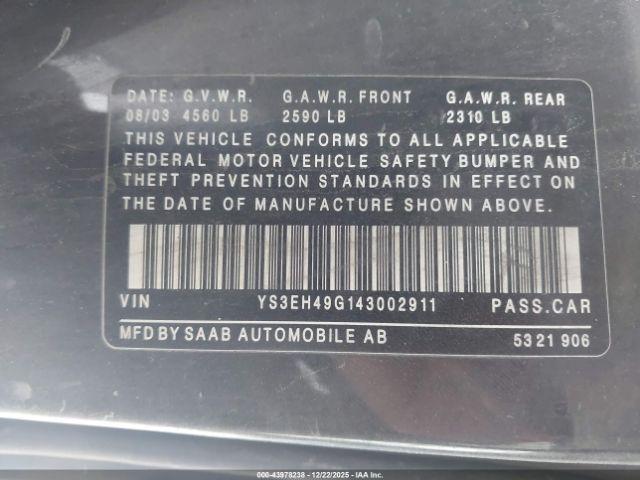 DATE: G.V.W.R. G.A.W.R. FRONT G.A.W.R. REAR
08/03 4560 LB 2590 LB 2310 LB
THIS VEHICLE CONFORMS TO ALL APPLICABLE
FEDERAL MOTOR VEHICLE SAFETY BUMPER AND
THEFT PREVENTION STANDARDS IN EFFECT ON
THE DATE OF MANUFACTURE SHOWN ABOVE.
VIN YS3EH49G143002911 PASS.CAR
MFD BY SAAB AUTOMOBILE AB 5321 906
000-43978238 - 12/22/2025 - IAA Inc.